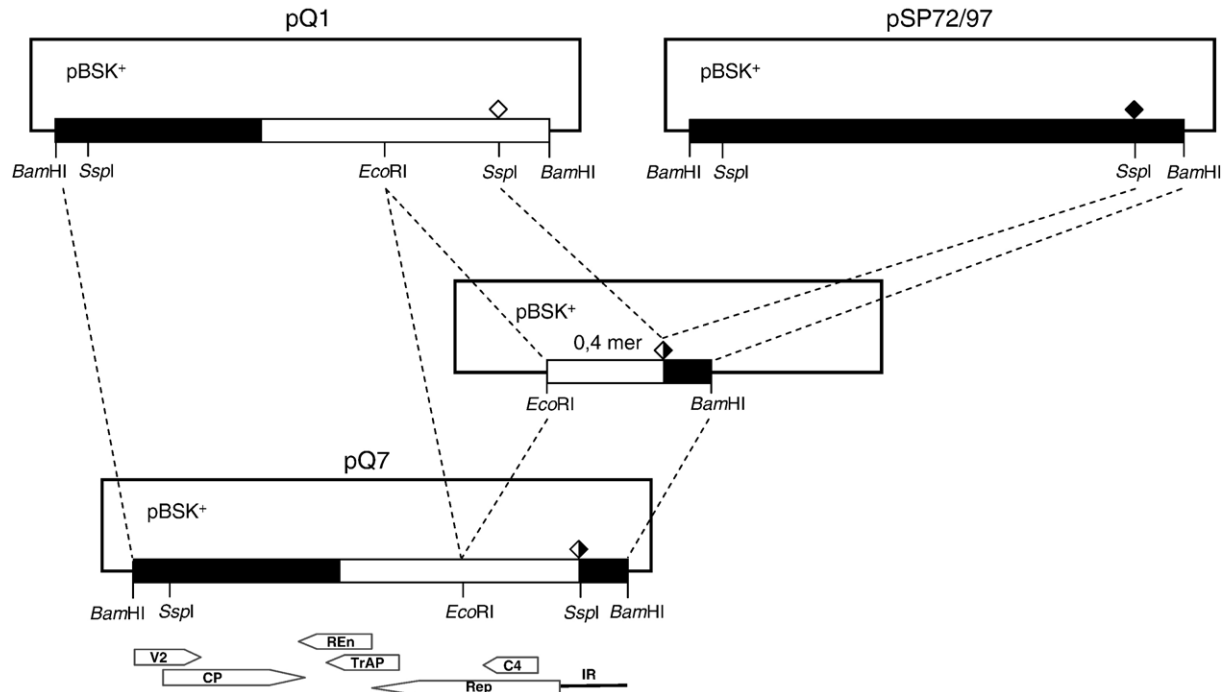 pQ1
pSP72/97
pBSK⁺
pBSK⁺
BamHI SspI EcoRI SspI BamHI
BamHI SspI SspI BamHI
pBSK⁺
0,4 mer
EcoRI BamHI
pQ7
pBSK⁺
BamHI SspI EcoRI SspI BamHI
REn
V2
TrAP
C4
CP
IR
Rep